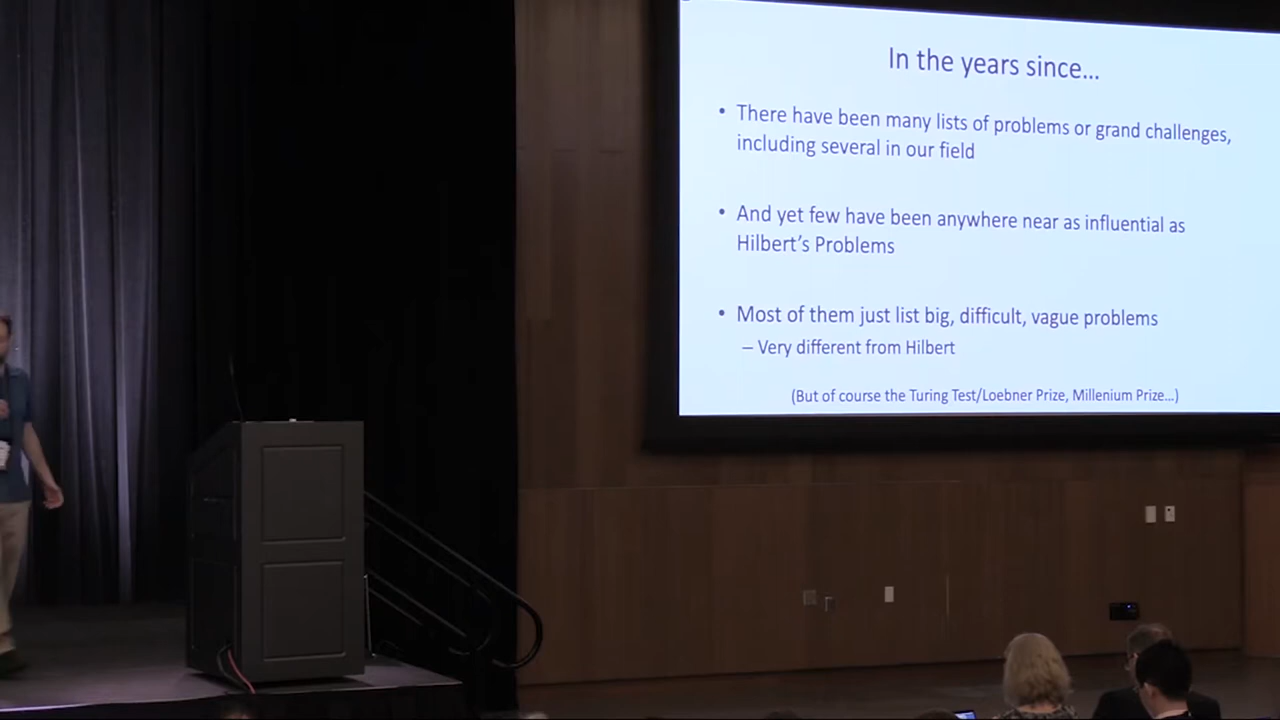 In the years since...
• There have been many lists of problems or grand challenges,
including several in our field
• And yet few have been anywhere near as influential as
Hilbert's Problems
• Most of them just list big, difficult, vague problems
– Very different from Hilbert
(But of course the Turing Test/Loebner Prize, Millenium Prize...)